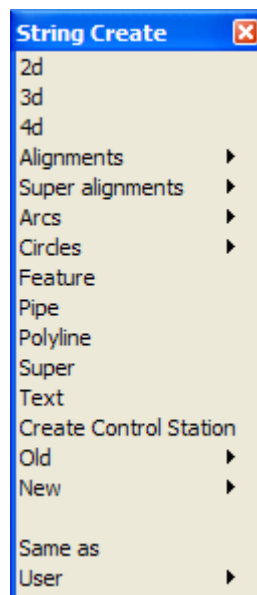 String Create
2d
3d
4d
Alignments
Super alignments
Arcs
Circles
Feature
Pipe
Polyline
Super
Text
Create Control Station
Old
New
Same as
User